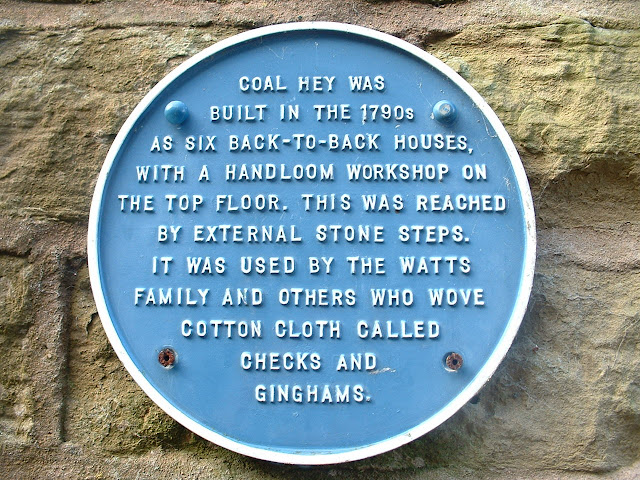 COAL HEY WAS
BUILT IN THE 1790s
AS SIX BACK-TO-BACK HOUSES,
WITH A HANDLOOM WORKSHOP ON
THE TOP FLOOR. THIS WAS REACHED
BY EXTERNAL STONE STEPS.
IT WAS USED BY THE WATTS
FAMILY AND OTHERS WHO WOVE
COTTON CLOTH CALLED
CHECKS AND
GINGHAMS.